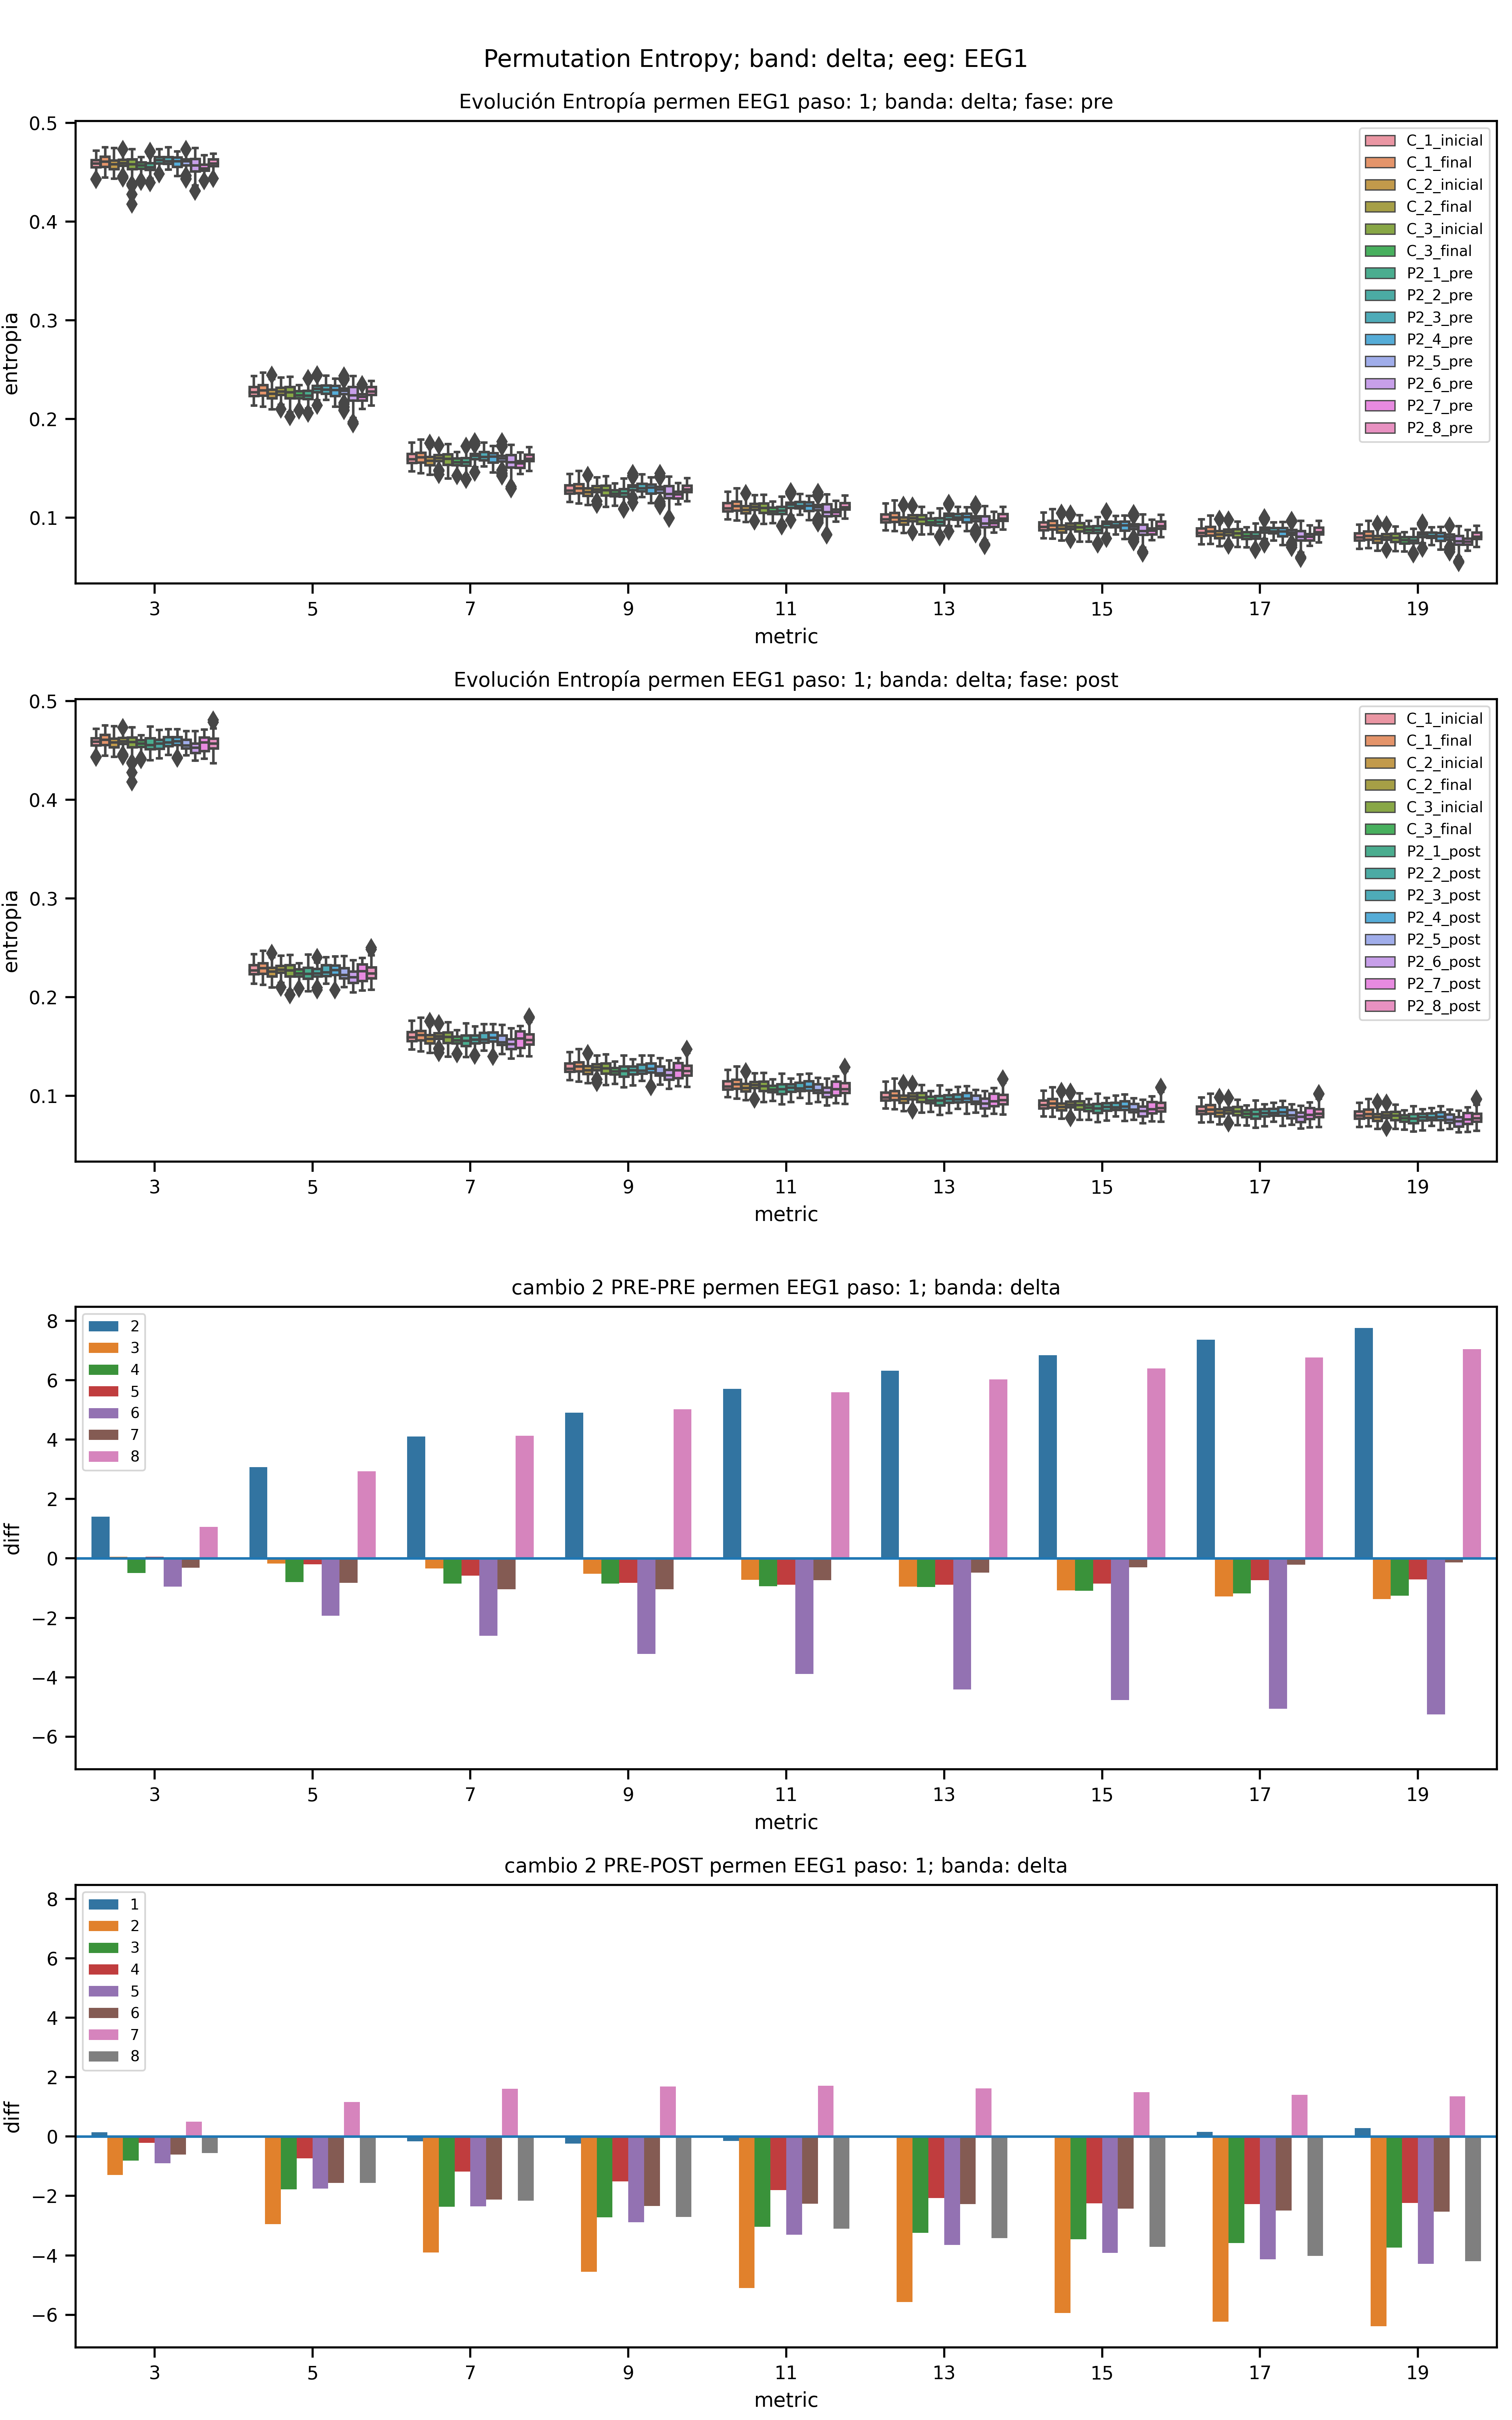 Permutation Entropy; band: delta; eeg: EEG1
Evolución Entropía permen EEG1 paso: 1; banda: delta; fase: pre
0.5
0.4
0.3
0.2
0.1
entropia
C_1_inicial
C_1_final
C_2_inicial
C_2_final
C_3_inicial
C_3_final
P2_1_pre
P2_2_pre
P2_3_pre
P2_4_pre
P2_5_pre
P2_6_pre
P2_7_pre
P2_8_pre
3 5 7 9 11 13 15 17 19
metric
Evolución Entropía permen EEG1 paso: 1; banda: delta; fase: post
0.5
0.4
0.3
0.2
0.1
entropia
C_1_inicial
C_1_final
C_2_inicial
C_2_final
C_3_inicial
C_3_final
P2_1_post
P2_2_post
P2_3_post
P2_4_post
P2_5_post
P2_6_post
P2_7_post
P2_8_post
3 5 7 9 11 13 15 17 19
metric
cambio 2 PRE-PRE permen EEG1 paso: 1; banda: delta
8
6
4
2
0
−2
−4
−6
diff
2
3
4
5
6
7
8
3 5 7 9 11 13 15 17 19
metric
cambio 2 PRE-POST permen EEG1 paso: 1; banda: delta
8
6
4
2
0
−2
−4
−6
diff
1
2
3
4
5
6
7
8
3 5 7 9 11 13 15 17 19
metric